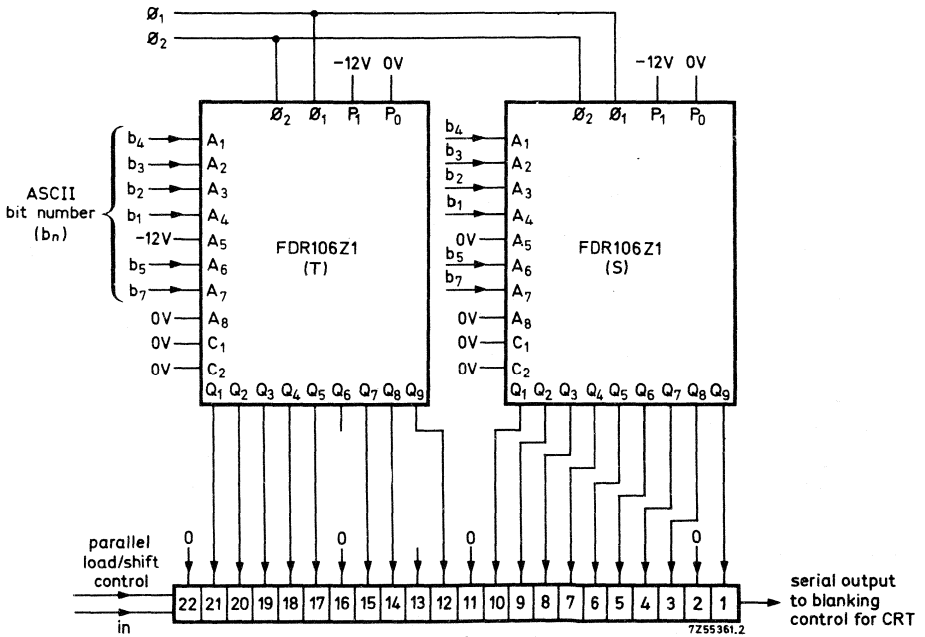 Ø1
Ø2
-12V 0V -12V 0V
Ø2 Ø1 P1 P0 Ø2 Ø1 P1 P0
ASCII
bit number
(bn)
b4 A1 b4 A1
b3 A2 b3 A2
b2 A3 b2 A3
b1 A4 b1 A4
-12V A5 0V A5
b5 A6 b5 A6
b7 A7 b7 A7
0V A8 0V A8
0V C1 0V C1
0V C2 0V C2
FDR106Z1
(T)
FDR106Z1
(S)
Q1 Q2 Q3 Q4 Q5 Q6 Q7 Q8 Q9 Q1 Q2 Q3 Q4 Q5 Q6 Q7 Q8 Q9
0 0 0 0
parallel
load/shift
control
in
22 21 20 19 18 17 16 15 14 13 12 11 10 9 8 7 6 5 4 3 2 1
serial output
to blanking
control for CRT
7Z55361.2